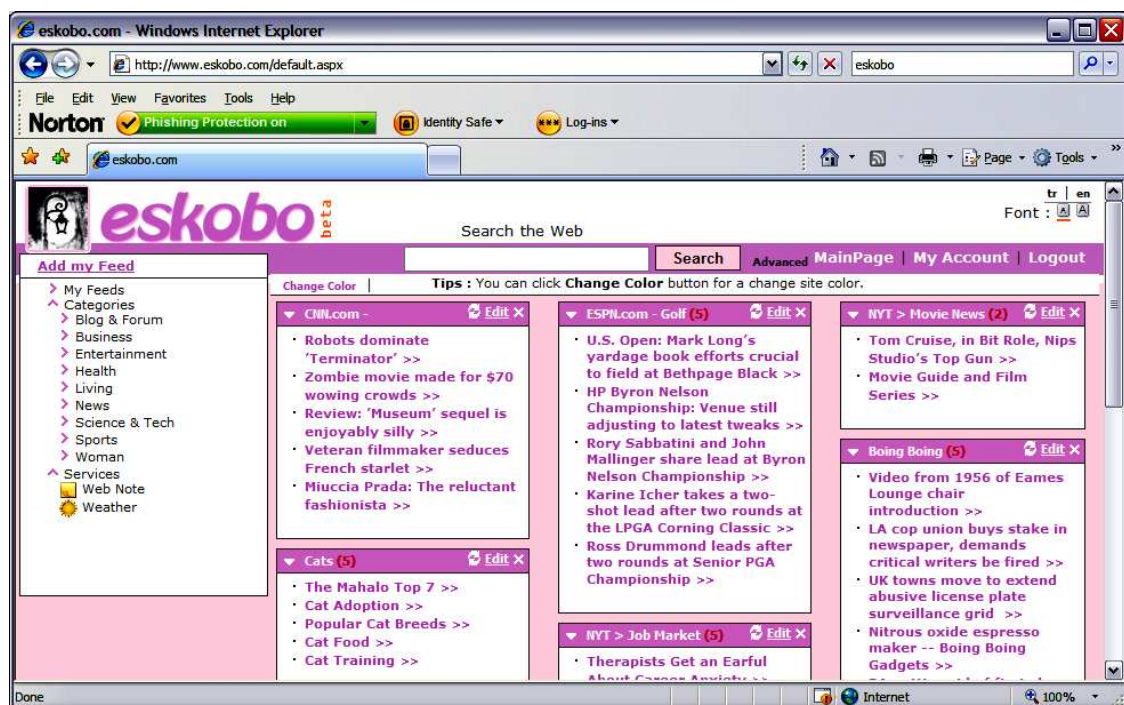 eskobo.com - Windows Internet Explorer
http://www.eskobo.com/default.aspx
eskobo
File Edit View Favorites Tools Help
Norton Phishing Protection on Identity Safe Log-ins
eskobo.com
Page Tools »
eskobo beta
tr | en
Font : A A
Search the Web
Search Advanced MainPage | My Account | Logout
Add my Feed
My Feeds
Categories
Blog & Forum
Business
Entertainment
Health
Living
News
Science & Tech
Sports
Woman
Services
Web Note
Weather
Change Color |
Tips : You can click Change Color button for a change site color.
CNN.com - Edit X
· Robots dominate
'Terminator' >>
· Zombie movie made for $70
wowing crowds >>
· Review: 'Museum' sequel is
enjoyably silly >>
· Veteran filmmaker seduces
French starlet >>
· Miuccia Prada: The reluctant
fashionista >>
Cats (5) Edit X
· The Mahalo Top 7 >>
· Cat Adoption >>
· Popular Cat Breeds >>
· Cat Food >>
· Cat Training >>
ESPN.com - Golf (5) Edit X
· U.S. Open: Mark Long's
yardage book efforts crucial
to field at Bethpage Black >>
· HP Byron Nelson
Championship: Venue still
adjusting to latest tweaks >>
· Rory Sabbatini and John
Mallinger share lead at Byron
Nelson Championship >>
· Karine Icher takes a two-
shot lead after two rounds at
the LPGA Corning Classic >>
· Ross Drummond leads after
two rounds at Senior PGA
Championship >>
NYT > Job Market (5) Edit X
· Therapists Get an Earful
About Career Anxiety >>
NYT > Movie News (2) Edit X
· Tom Cruise, in Bit Role, Nips
Studio's Top Gun >>
· Movie Guide and Film
Series >>
Boing Boing (5) Edit X
· Video from 1956 of Eames
Lounge chair
introduction >>
· LA cop union buys stake in
newspaper, demands
critical writers be fired >>
· UK towns move to extend
abusive license plate
surveillance grid >>
· Nitrous oxide espresso
maker -- Boing Boing
Gadgets >>
Done
Internet
100%